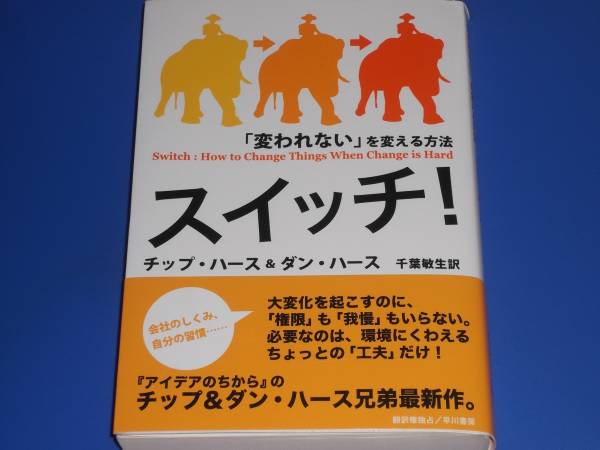 「変われない」を変える方法
Switch : How to Change Things When Change is Hard
スイッチ!
チップ・ハース & ダン・ハース 千葉敏生訳
会社のしくみ、
自分の習慣……
大変化を起こすのに、
「権限」も「我慢」もいらない。
必要なのは、環境にくわえる
ちょっとの「工夫」だけ!
『アイデアのちから』の
チップ&ダン・ハース兄弟最新作。
翻訳権独占/早川書房